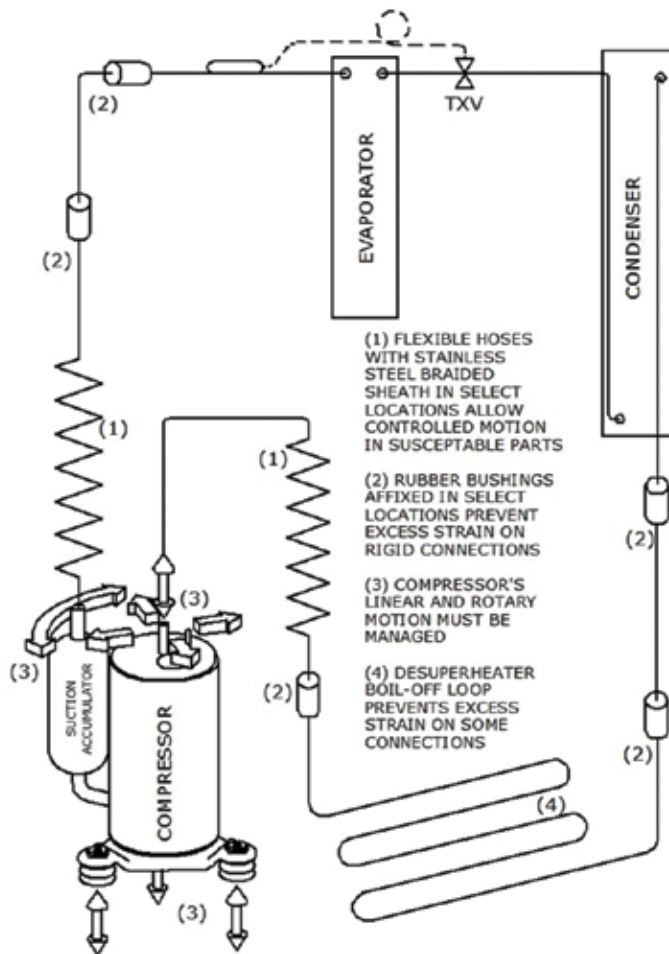 (2)
TXV
(2)
EVAPORATOR
CONDENSER
(1) FLEXIBLE HOSES
WITH STAINLESS
STEEL BRAIDED
SHEATH IN SELECT
LOCATIONS ALLOW
CONTROLLED MOTION
IN SUSCEPTABLE PARTS
(1)
(1)
(2) RUBBER BUSHINGS
AFFIXED IN SELECT
LOCATIONS PREVENT
EXCESS STRAIN ON
RIGID CONNECTIONS
(2)
(3) COMPRESSOR'S
LINEAR AND ROTARY
MOTION MUST BE
MANAGED
(3)
(3)
SUCTION
ACCUMULATOR
COMPRESSOR
(2)
(4) DESUPERHEATER
BOIL-OFF LOOP
PREVENTS EXCESS
STRAIN ON SOME
CONNECTIONS
(2)
(4)
(3)